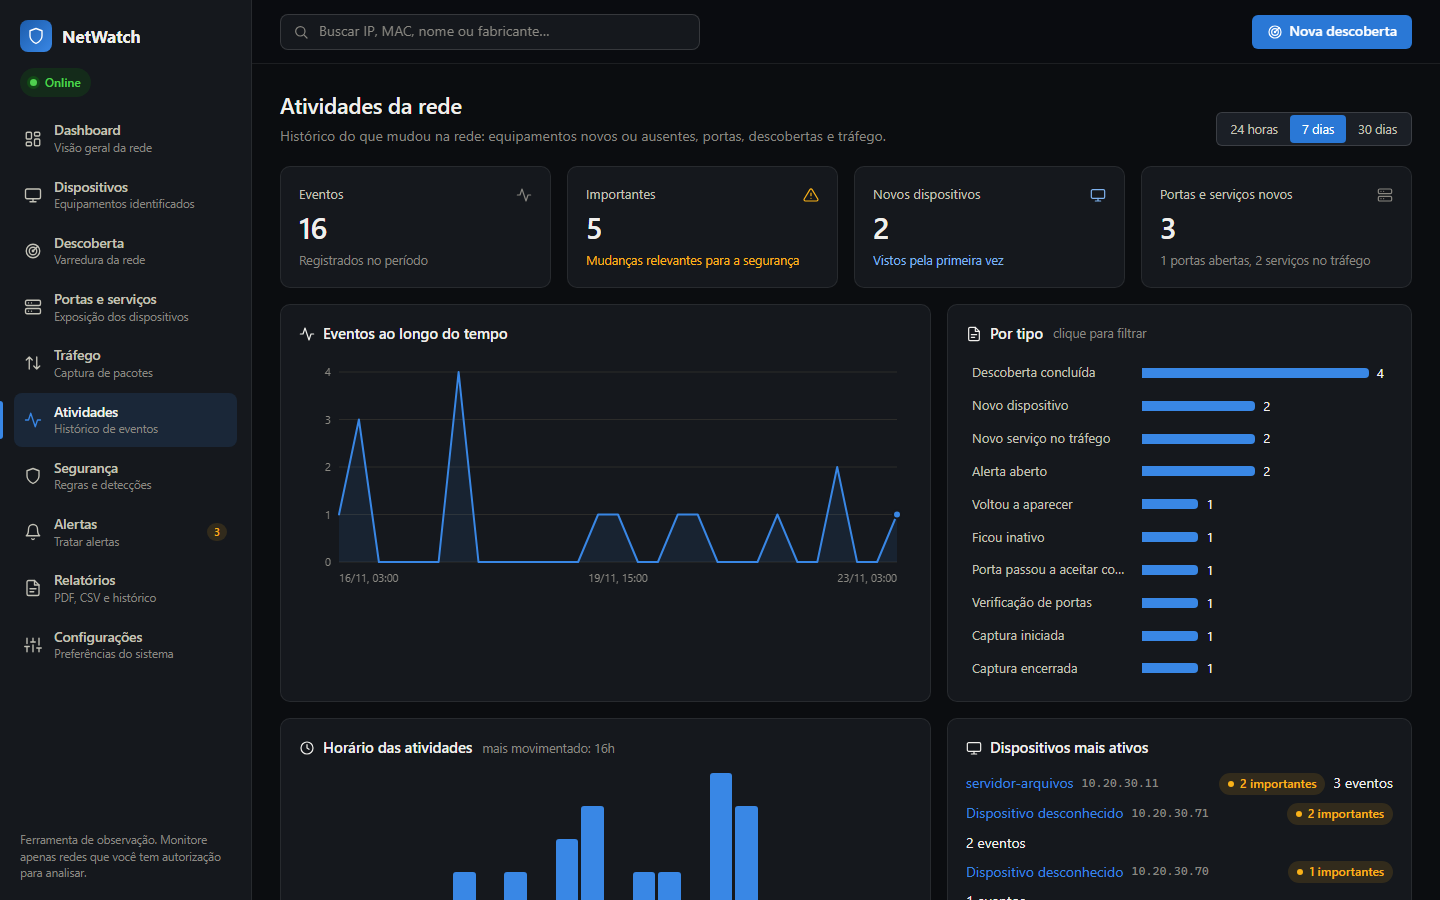 NetWatch
Online
Dashboard
Visão geral da rede
Dispositivos
Equipamentos identificados
Descoberta
Varredura da rede
Portas e serviços
Exposição dos dispositivos
Tráfego
Captura de pacotes
Atividades
Histórico de eventos
Segurança
Regras e detecções
Alertas
Tratar alertas
3
Relatórios
PDF, CSV e histórico
Configurações
Preferências do sistema
Ferramenta de observação. Monitore
apenas redes que você tem autorização
para analisar.
Buscar IP, MAC, nome ou fabricante...
Nova descoberta
Atividades da rede
Histórico do que mudou na rede: equipamentos novos ou ausentes, portas, descobertas e tráfego.
24 horas 7 dias 30 dias
Eventos
16
Registrados no período
Importantes
5
Mudanças relevantes para a segurança
Novos dispositivos
2
Vistos pela primeira vez
Portas e serviços novos
3
1 portas abertas, 2 serviços no tráfego
Eventos ao longo do tempo
4
3
2
1
0
16/11, 03:00 19/11, 15:00 23/11, 03:00
Por tipo clique para filtrar
Descoberta concluída 4
Novo dispositivo 2
Novo serviço no tráfego 2
Alerta aberto 2
Voltou a aparecer 1
Ficou inativo 1
Porta passou a aceitar co... 1
Verificação de portas 1
Captura iniciada 1
Captura encerrada 1
Horário das atividades mais movimentado: 16h
Dispositivos mais ativos
servidor-arquivos 10.20.30.11 2 importantes 3 eventos
Dispositivo desconhecido 10.20.30.71 2 importantes
2 eventos
Dispositivo desconhecido 10.20.30.70 1 importantes